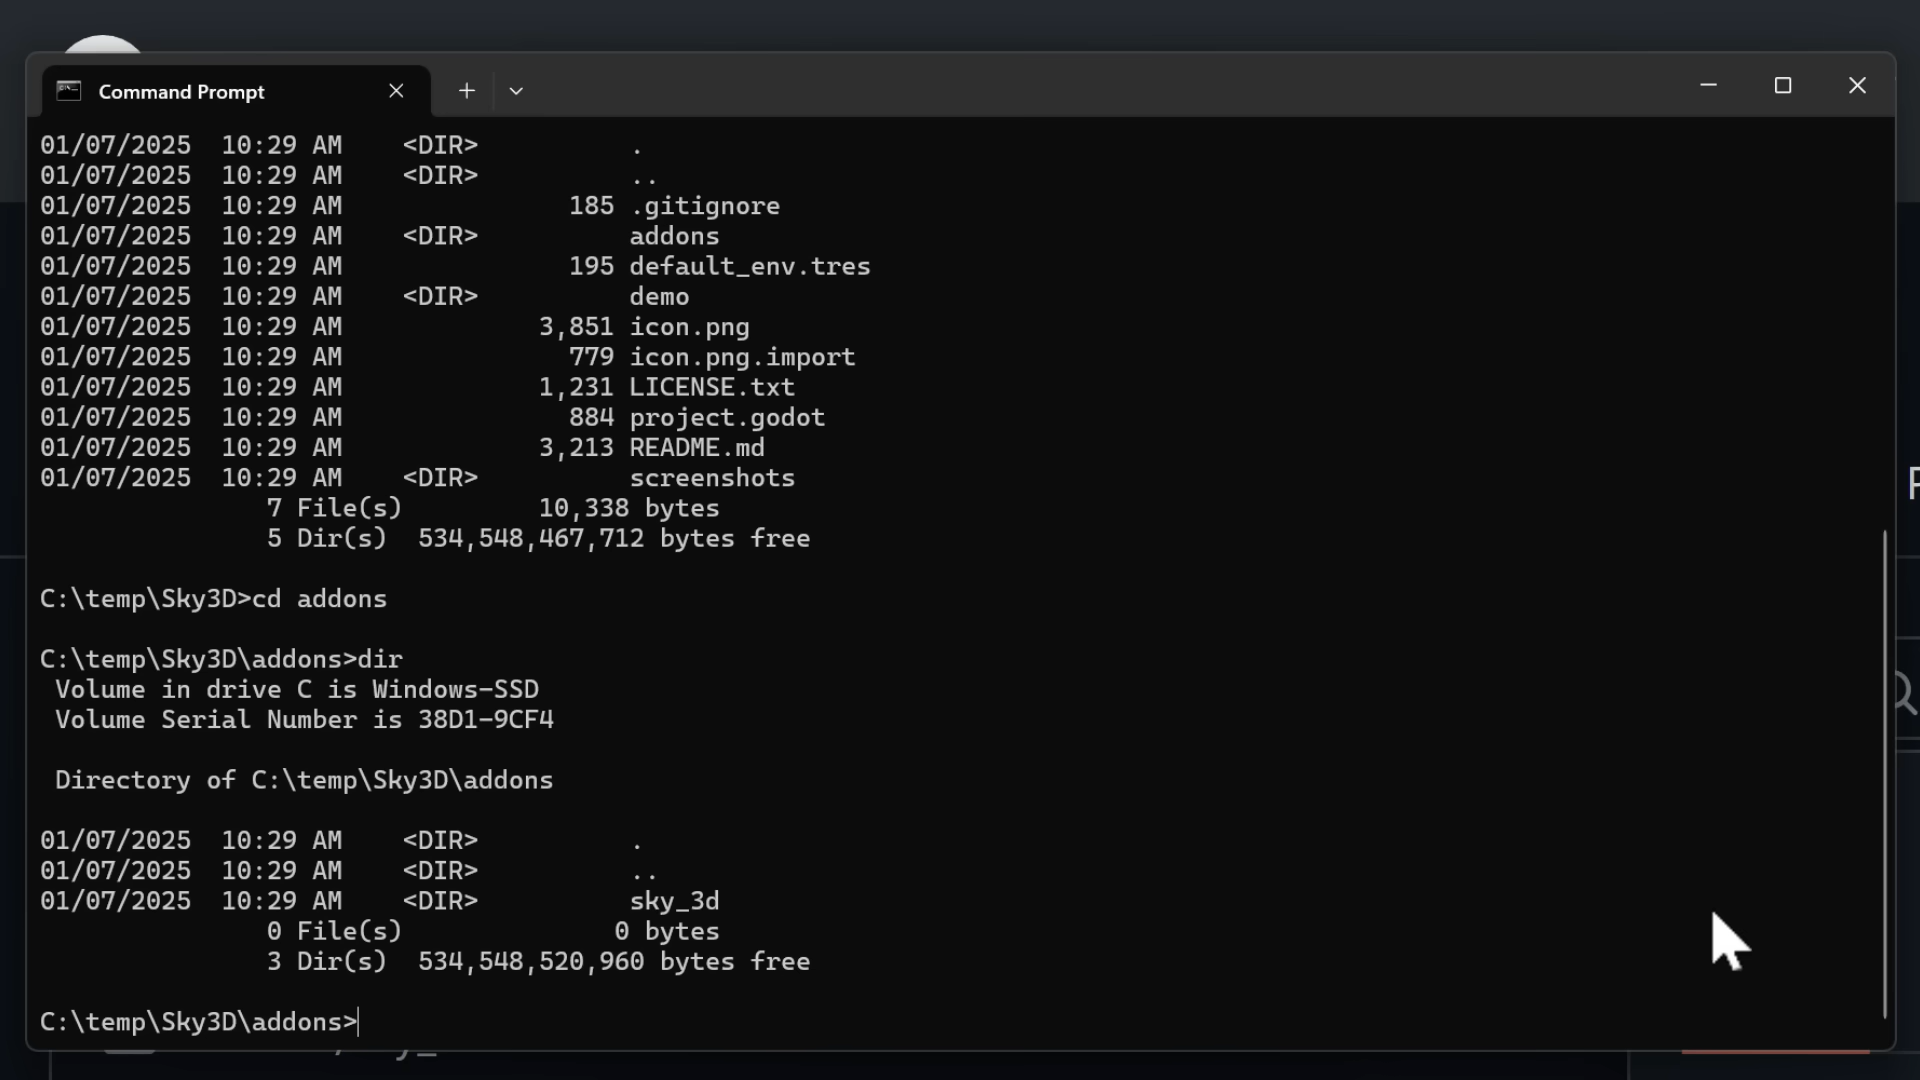 Command Prompt
01/07/2025  10:29 AM    <DIR>          .
01/07/2025  10:29 AM    <DIR>          ..
01/07/2025  10:29 AM               185 .gitignore
01/07/2025  10:29 AM    <DIR>          addons
01/07/2025  10:29 AM               195 default_env.tres
01/07/2025  10:29 AM    <DIR>          demo
01/07/2025  10:29 AM             3,851 icon.png
01/07/2025  10:29 AM               779 icon.png.import
01/07/2025  10:29 AM             1,231 LICENSE.txt
01/07/2025  10:29 AM               884 project.godot
01/07/2025  10:29 AM             3,213 README.md
01/07/2025  10:29 AM    <DIR>          screenshots
               7 File(s)         10,338 bytes
               5 Dir(s)  534,548,467,712 bytes free
C:\temp\Sky3D>cd addons
C:\temp\Sky3D\addons>dir
 Volume in drive C is Windows-SSD
 Volume Serial Number is 38D1-9CF4
 Directory of C:\temp\Sky3D\addons
01/07/2025  10:29 AM    <DIR>          .
01/07/2025  10:29 AM    <DIR>          ..
01/07/2025  10:29 AM    <DIR>          sky_3d
               0 File(s)              0 bytes
               3 Dir(s)  534,548,520,960 bytes free
C:\temp\Sky3D\addons>